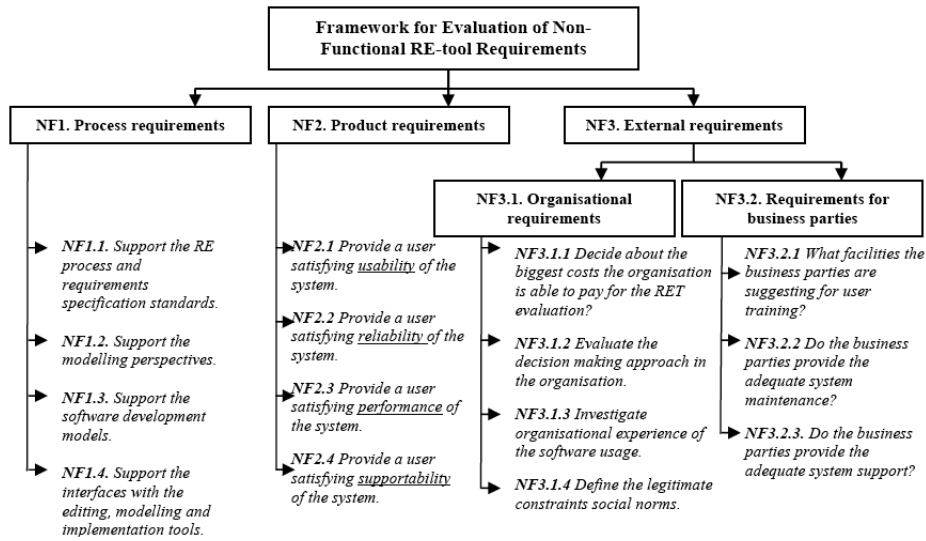 Framework for Evaluation of Non-
Functional RE-tool Requirements
NF1. Process requirements
NF2. Product requirements
NF3. External requirements
NF3.1. Organisational
requirements
NF3.2. Requirements for
business parties
NF1.1. Support the RE
process and
requirements
specification standards.
NF1.2. Support the
modelling perspectives.
NF1.3. Support the
software development
models.
NF1.4. Support the
interfaces with the
editing, modelling and
implementation tools.
NF2.1 Provide a user
satisfying usability of the
system.
NF2.2 Provide a user
satisfying reliability of the
system.
NF2.3 Provide a user
satisfying performance of
the system.
NF2.4 Provide a user
satisfying supportability
of the system.
NF3.1.1 Decide about the
biggest costs the organisation
is able to pay for the RET
evaluation?
NF3.1.2 Evaluate the
decision making approach in
the organisation.
NF3.1.3 Investigate
organisational experience of
the software usage.
NF3.1.4 Define the legitimate
constraints social norms.
NF3.2.1 What facilities the
business parties are
suggesting for user
training?
NF3.2.2 Do the business
parties provide the
adequate system
maintenance?
NF3.2.3. Do the business
parties provide the
adequate system support?